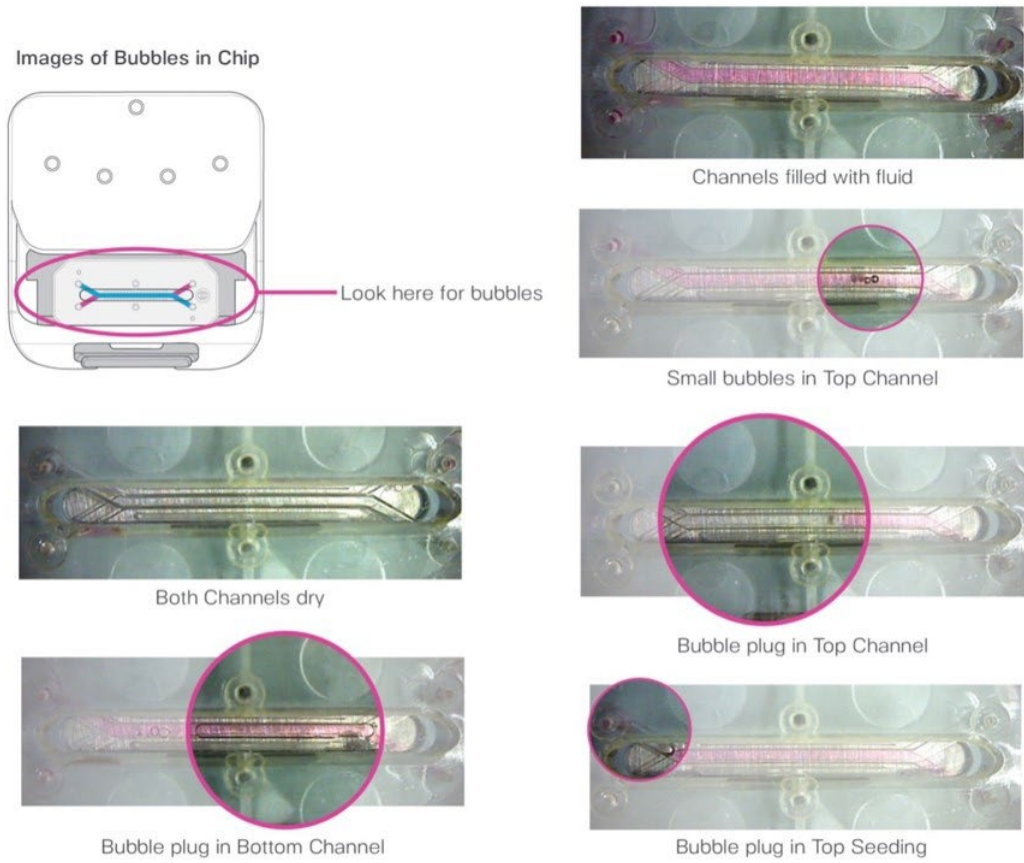 Images of Bubbles in Chip
Look here for bubbles
Channels filled with fluid
Small bubbles in Top Channel
Both Channels dry
Bubble plug in Top Channel
Bubble plug in Bottom Channel
Bubble plug in Top Seeding